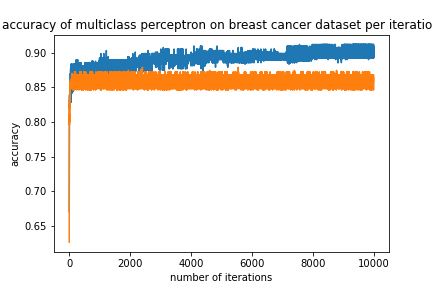 accuracy of multiclass perceptron on breast cancer dataset per iteratio
0.90
0.85
0.80
0.75
0.70
0.65
accuracy
0 2000 4000 6000 8000 10000
number of iterations